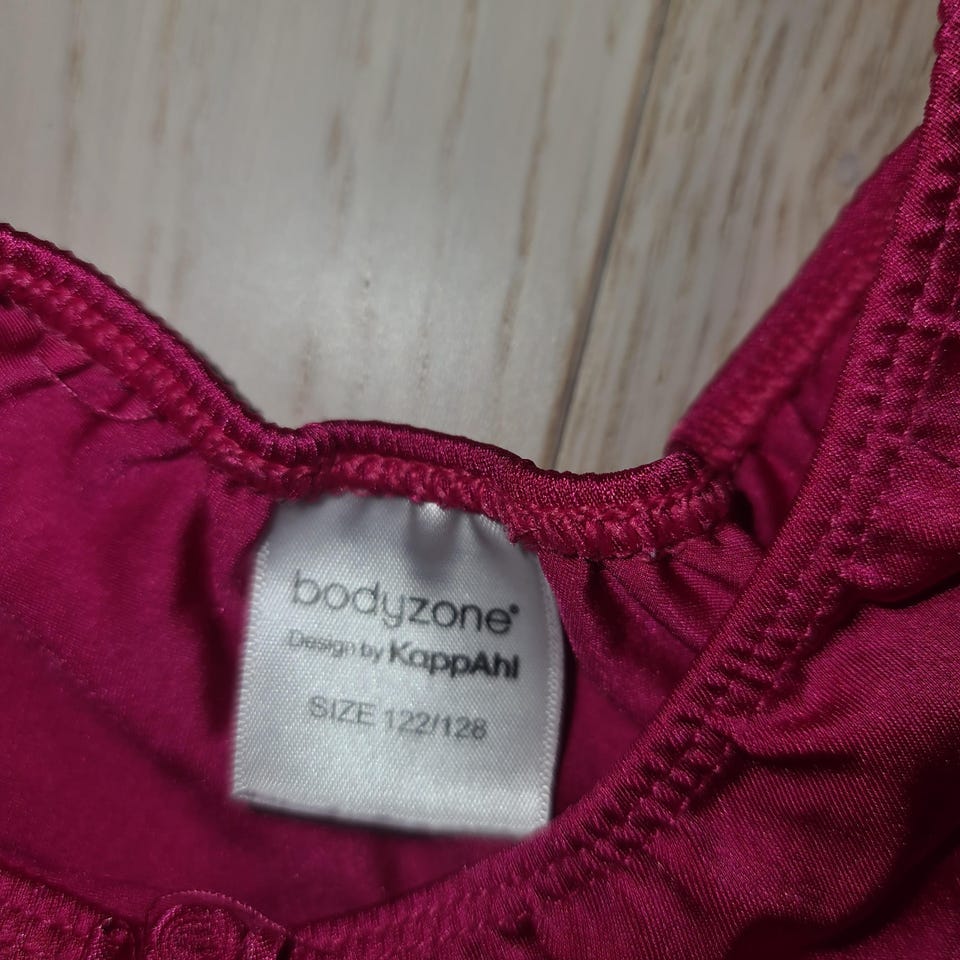 bodyzone®
Design by KappAhl
SIZE 122/128